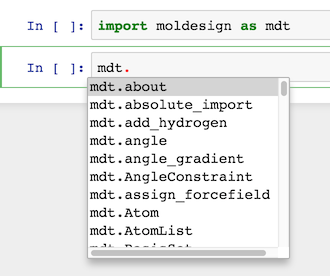 In [ ]: import moldesign as mdt
In [ ]: mdt.
mdt.about
mdt.absolute_import
mdt.add_hydrogen
mdt.angle
mdt.angle_gradient
mdt.AngleConstraint
mdt.assign_forcefield
mdt.Atom
mdt.AtomList